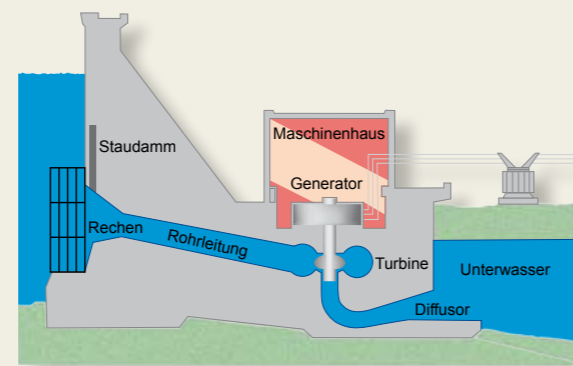 Maschinenhaus
Staudamm
Generator
Rechen
Rohrleitung
Turbine
Unterwasser
Diffusor